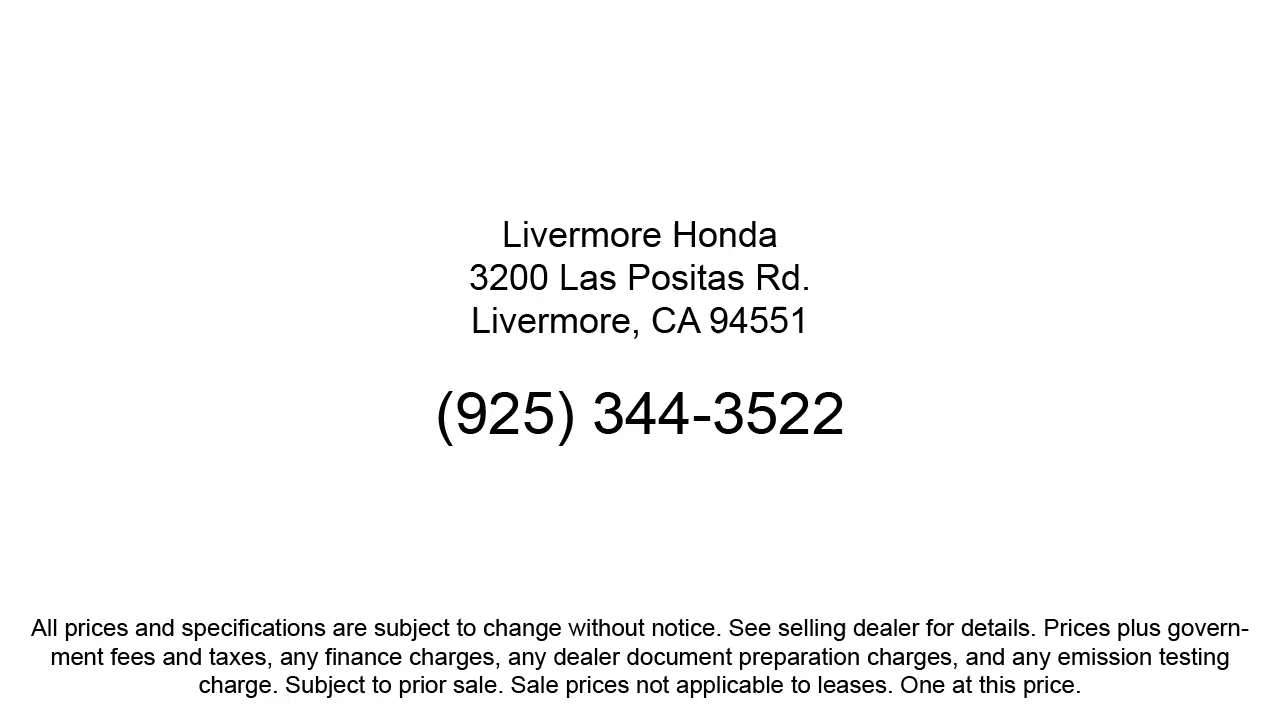 Livermore Honda
3200 Las Positas Rd.
Livermore, CA 94551
(925) 344-3522
All prices and specifications are subject to change without notice. See selling dealer for details. Prices plus govern-
ment fees and taxes, any finance charges, any dealer document preparation charges, and any emission testing
charge. Subject to prior sale. Sale prices not applicable to leases. One at this price.